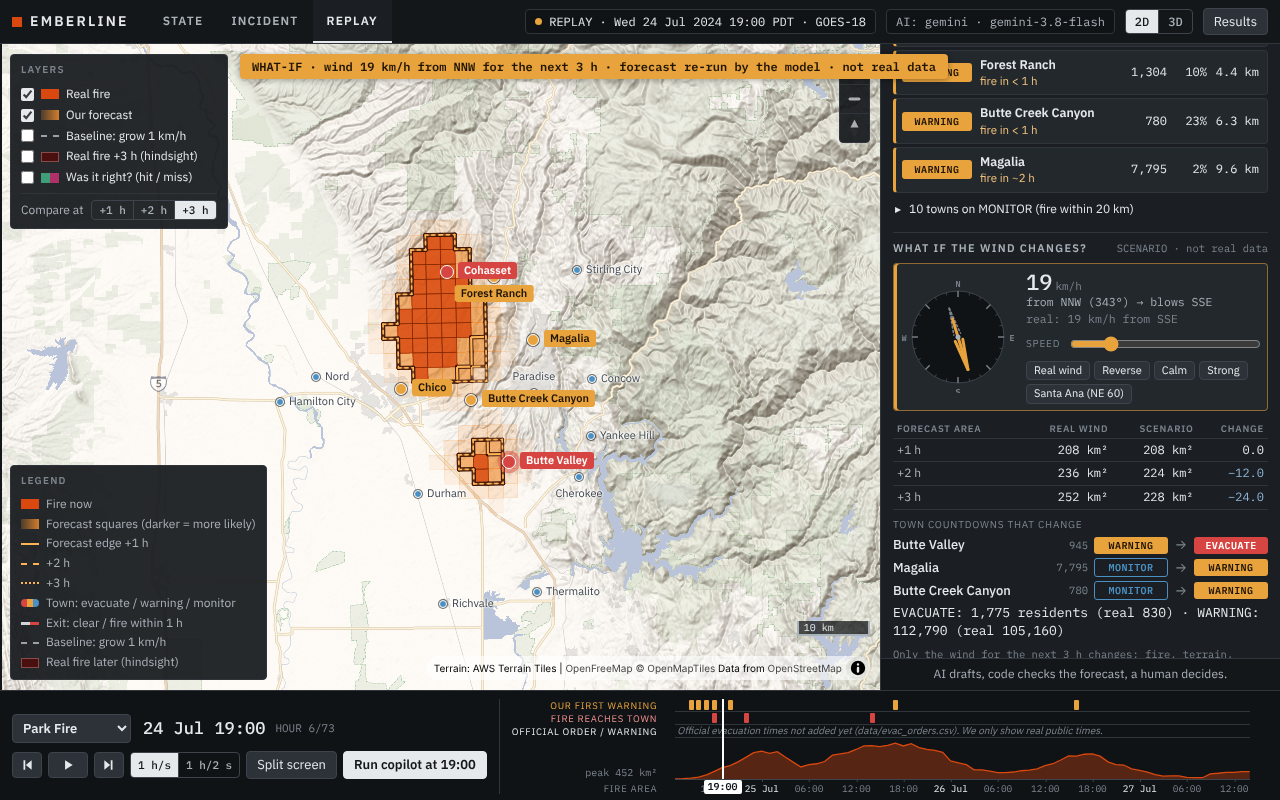 EMBERLINE
STATE
INCIDENT
REPLAY
REPLAY · Wed 24 Jul 2024 19:00 PDT · GOES-18
AI: gemini · gemini-3.8-flash
2D
3D
Results
LAYERS
Real fire
Our forecast
Baseline: grow 1 km/h
Real fire +3 h (hindsight)
Was it right? (hit / miss)
Compare at
+1 h
+2 h
+3 h
WHAT-IF · wind 19 km/h from NNW for the next 3 h · forecast re-run by the model · not real data
Cohasset
Forest Ranch
Stirling City
Magalia
Nord
Paradise
Concow
Chico
Hamilton City
Butte Creek Canyon
Yankee Hill
Butte Valley
Durham
Cherokee
Thermalito
Richvale
5
10 km
Terrain: AWS Terrain Tiles | OpenFreeMap © OpenMapTiles Data from OpenStreetMap
LEGEND
Fire now
Forecast squares (darker = more likely)
Forecast edge +1 h
+2 h
+3 h
Town: evacuate / warning / monitor
Exit: clear / fire within 1 h
Baseline: grow 1 km/h
Real fire later (hindsight)
Forest Ranch
fire in < 1 h
1,304 10% 4.4 km
WARNING
Butte Creek Canyon
fire in < 1 h
780 23% 6.3 km
WARNING
Magalia
fire in ~2 h
7,795 2% 9.6 km
10 towns on MONITOR (fire within 20 km)
WHAT IF THE WIND CHANGES?
SCENARIO · not real data
N
E
S
W
19 km/h
from NNW (343°) → blows SSE
real: 19 km/h from SSE
SPEED
Real wind
Reverse
Calm
Strong
Santa Ana (NE 60)
FORECAST AREA REAL WIND SCENARIO CHANGE
+1 h 208 km² 208 km² 0.0
+2 h 236 km² 224 km² −12.0
+3 h 252 km² 228 km² −24.0
TOWN COUNTDOWNS THAT CHANGE
Butte Valley 945 WARNING → EVACUATE
Magalia 7,795 MONITOR → WARNING
Butte Creek Canyon 780 MONITOR → WARNING
EVACUATE: 1,775 residents (real 830) · WARNING:
112,790 (real 105,160)
Only the wind for the next 3 h changes: fire, terrain,
AI drafts, code checks the forecast, a human decides.
Park Fire
24 Jul 19:00
HOUR 6/73
1 h/s
1 h/2 s
Split screen
Run copilot at 19:00
OUR FIRST WARNING
FIRE REACHES TOWN
OFFICIAL ORDER / WARNING
Official evacuation times not added yet (data/evac_orders.csv). We only show real public times.
peak 452 km²
FIRE AREA
19:00
25 Jul
06:00
12:00
18:00
26 Jul
06:00
12:00
18:00
27 Jul
06:00
12:00